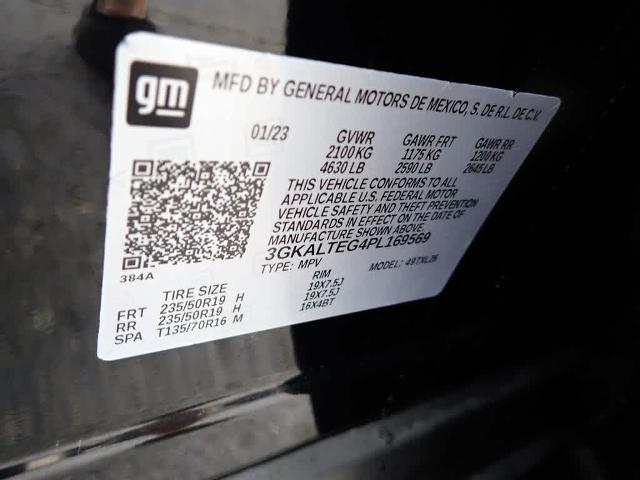 gm
MFD BY GENERAL MOTORS DE MEXICO, S. DE R.L. DE C.V.
01/23 GVWR GAWR FRT GAWR RR
2100 KG 1175 KG 1200 KG
4630 LB 2590 LB 2645 LB
THIS VEHICLE CONFORMS TO ALL
APPLICABLE U.S. FEDERAL MOTOR
VEHICLE SAFETY AND THEFT PREVENTION
STANDARDS IN EFFECT ON THE DATE OF
MANUFACTURE SHOWN ABOVE.
3GKALTEG4PL169569
TYPE: MPV MODEL: 49TXL26
384A
TIRE SIZE RIM
FRT 235/50R19 H 19X7.5J
RR 235/50R19 H 19X7.5J
SPA T135/70R16 M 16X4BT